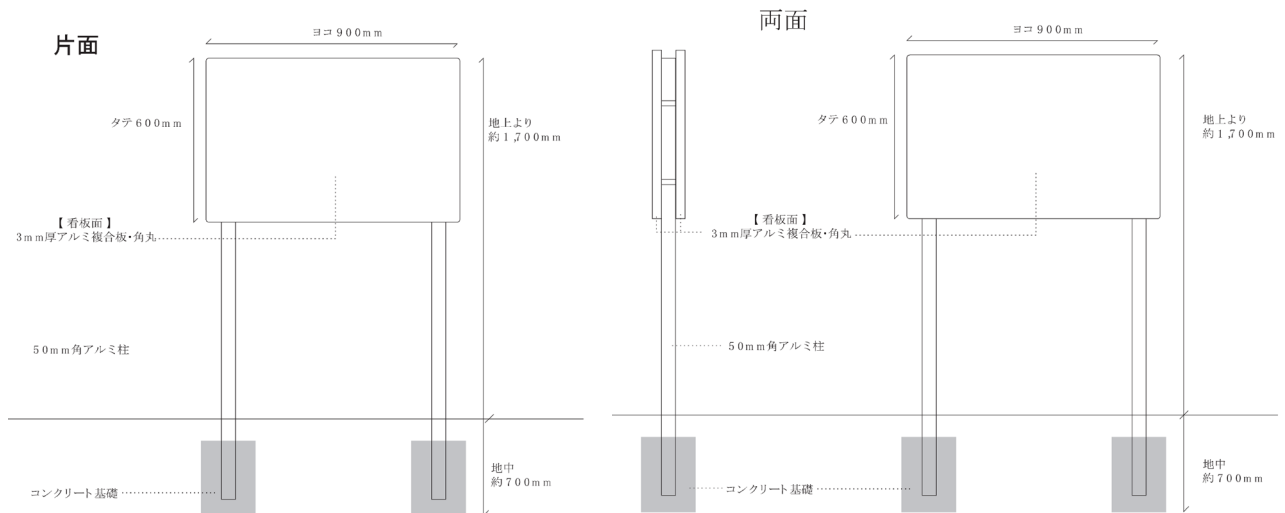 片面
ヨコ900mm
タテ600mm
地上より
約1,700mm
【看板面】
3mm厚アルミ複合板・角丸
50mm角アルミ柱
地中
約700mm
コンクリート基礎
両面
ヨコ900mm
タテ600mm
地上より
約1,700mm
【看板面】
3mm厚アルミ複合板・角丸
50mm角アルミ柱
地中
約700mm
コンクリート基礎